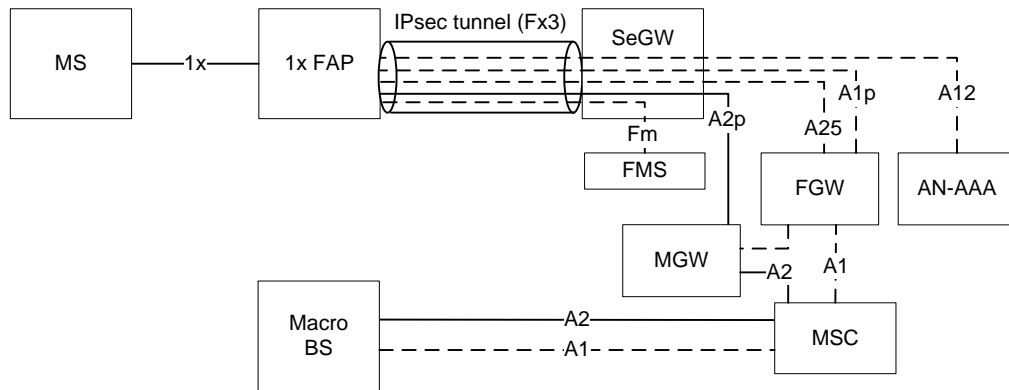 IPsec tunnel (Fx3)
SeGW
MS
1x
1x FAP
A2p
A1p
A12
Fm
A25
FMS
FGW
AN-AAA
MGW
A2
A1
Macro
BS
A2
A1
MSC